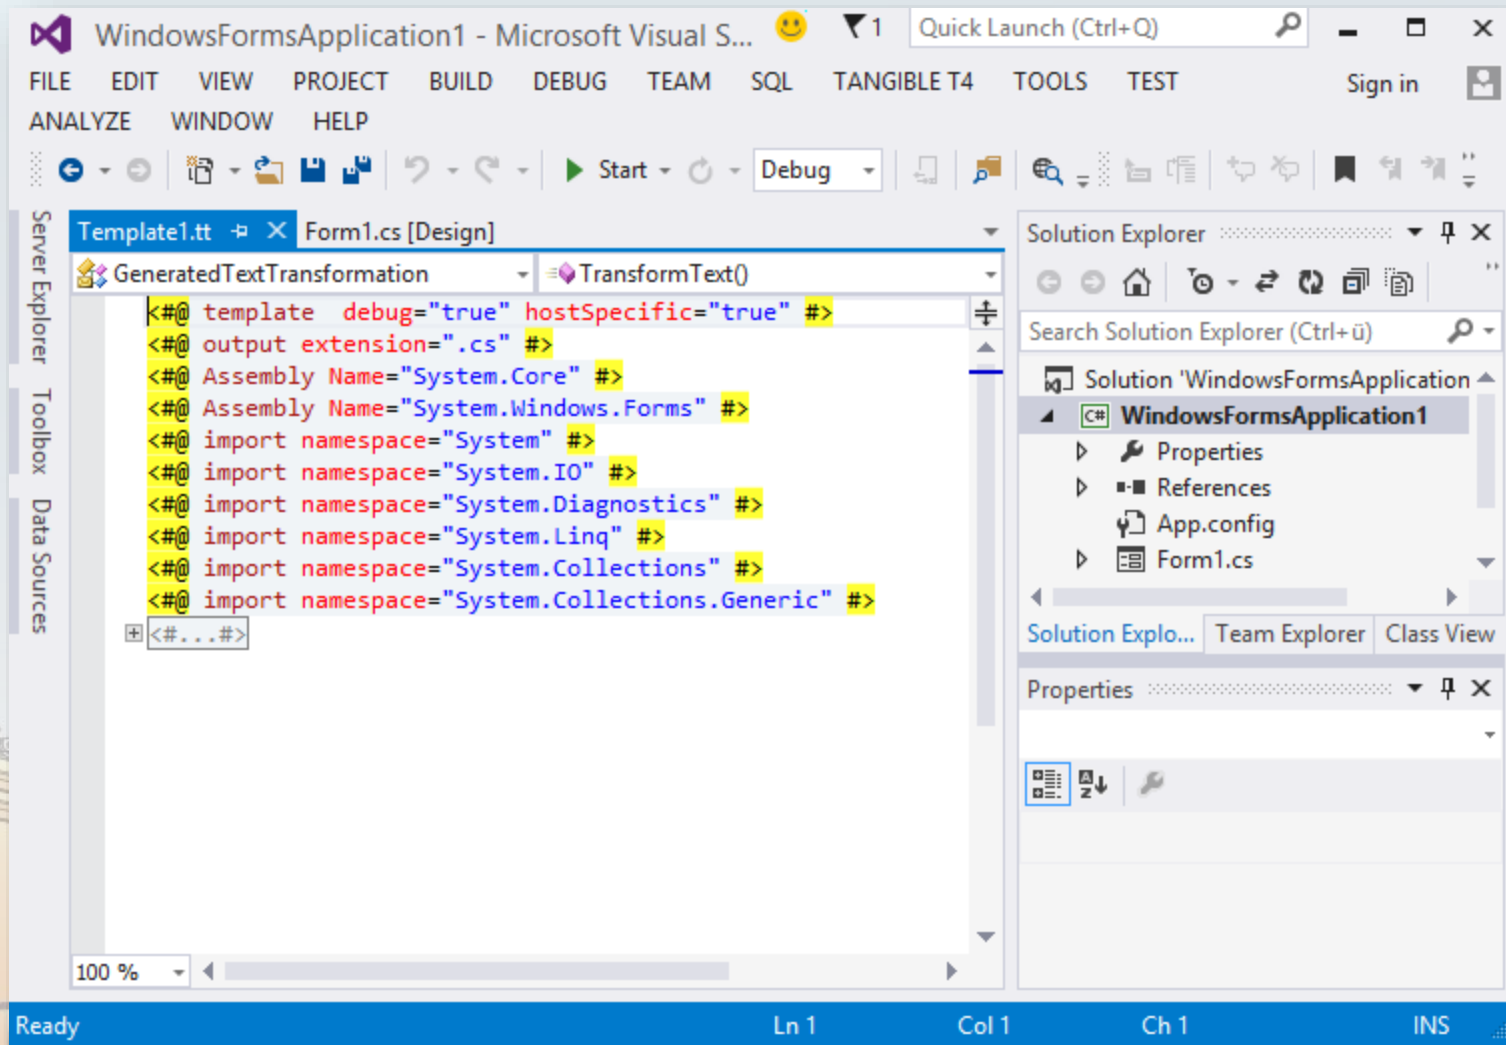 WindowsFormsApplication1 - Microsoft Visual S... 1 Quick Launch (Ctrl+Q)
FILE EDIT VIEW PROJECT BUILD DEBUG TEAM SQL TANGIBLE T4 TOOLS TEST Sign in
ANALYZE WINDOW HELP
Start Debug
Server Explorer
Toolbox
Data Sources
Template1.tt Form1.cs [Design]
GeneratedTextTransformation TransformText()
<#@ template  debug="true" hostSpecific="true" #>
<#@ output extension=".cs" #>
<#@ Assembly Name="System.Core" #>
<#@ Assembly Name="System.Windows.Forms" #>
<#@ import namespace="System" #>
<#@ import namespace="System.IO" #>
<#@ import namespace="System.Diagnostics" #>
<#@ import namespace="System.Linq" #>
<#@ import namespace="System.Collections" #>
<#@ import namespace="System.Collections.Generic" #>
<#...#>
100 %
Solution Explorer
Search Solution Explorer (Ctrl+ü)
Solution 'WindowsFormsApplication
C# WindowsFormsApplication1
Properties
References
App.config
Form1.cs
Solution Explo... Team Explorer Class View
Properties
Ready Ln 1 Col 1 Ch 1 INS